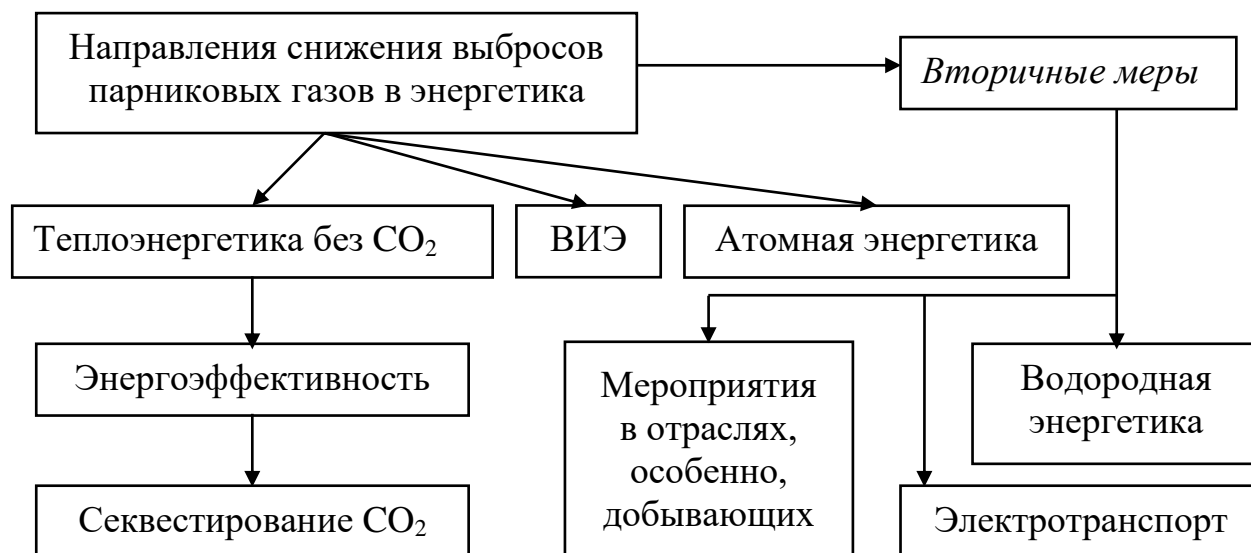 Направления снижения выбросов
парниковых газов в энергетика
Вторичные меры
Теплоэнергетика без CO₂
ВИЭ
Атомная энергетика
Энергоэффективность
Мероприятия
в отраслях,
особенно,
добывающих
Водородная
энергетика
Секвестирование CO₂
Электротранспорт